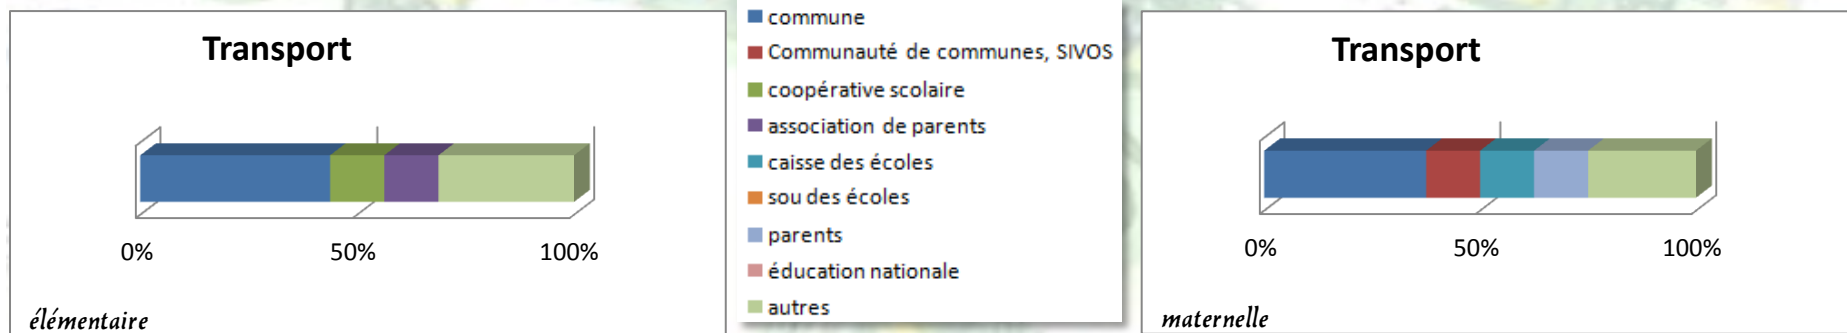 Transport
0%
50%
100%
élémentaire
commune
Communauté de communes, SIVOS
coopérative scolaire
association de parents
caisse des écoles
sou des écoles
parents
éducation nationale
autres
Transport
0%
50%
100%
maternelle